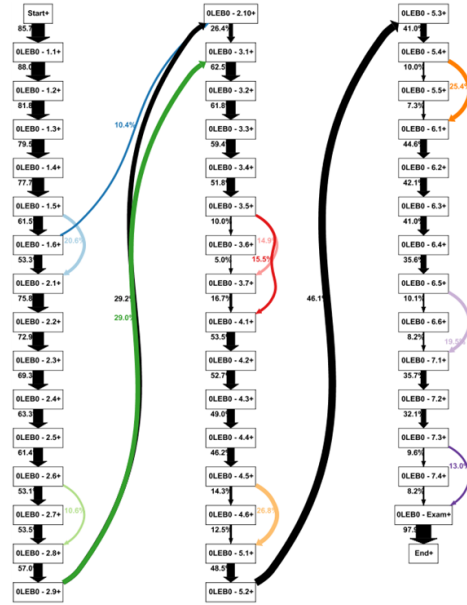 Start+
85.7
0LEB0 - 1.1+
88.0
0LEB0 - 1.2+
81.8
0LEB0 - 1.3+
79.5
0LEB0 - 1.4+
77.7
0LEB0 - 1.5+
61.5
20.6%
0LEB0 - 1.6+
53.3%
0LEB0 - 2.1+
75.8
0LEB0 - 2.2+
72.9
0LEB0 - 2.3+
69.3
0LEB0 - 2.4+
63.3
0LEB0 - 2.5+
61.4
0LEB0 - 2.6+
53.1%
10.6%
0LEB0 - 2.7+
53.5%
0LEB0 - 2.8+
57.0%
0LEB0 - 2.9+
10.4%
29.2%
29.0%
0LEB0 - 2.10+
26.4%
0LEB0 - 3.1+
62.5%
0LEB0 - 3.2+
61.8
0LEB0 - 3.3+
59.4%
0LEB0 - 3.4+
51.8%
0LEB0 - 3.5+
10.0%
14.9%
0LEB0 - 3.6+
15.5%
5.0%
0LEB0 - 3.7+
16.7%
0LEB0 - 4.1+
53.5%
0LEB0 - 4.2+
52.7%
0LEB0 - 4.3+
49.0%
0LEB0 - 4.4+
46.2%
0LEB0 - 4.5+
14.3%
26.8%
0LEB0 - 4.6+
12.5%
0LEB0 - 5.1+
48.5%
0LEB0 - 5.2+
46.1%
0LEB0 - 5.3+
41.0%
0LEB0 - 5.4+
10.0%
25.4%
0LEB0 - 5.5+
7.3%
0LEB0 - 6.1+
44.6%
0LEB0 - 6.2+
42.1%
0LEB0 - 6.3+
41.0%
0LEB0 - 6.4+
35.6%
0LEB0 - 6.5+
10.1%
0LEB0 - 6.6+
19.5%
8.2%
0LEB0 - 7.1+
35.7%
0LEB0 - 7.2+
32.1%
0LEB0 - 7.3+
9.6%
13.0%
0LEB0 - 7.4+
8.2%
0LEB0 - Exam+
97.9
End+